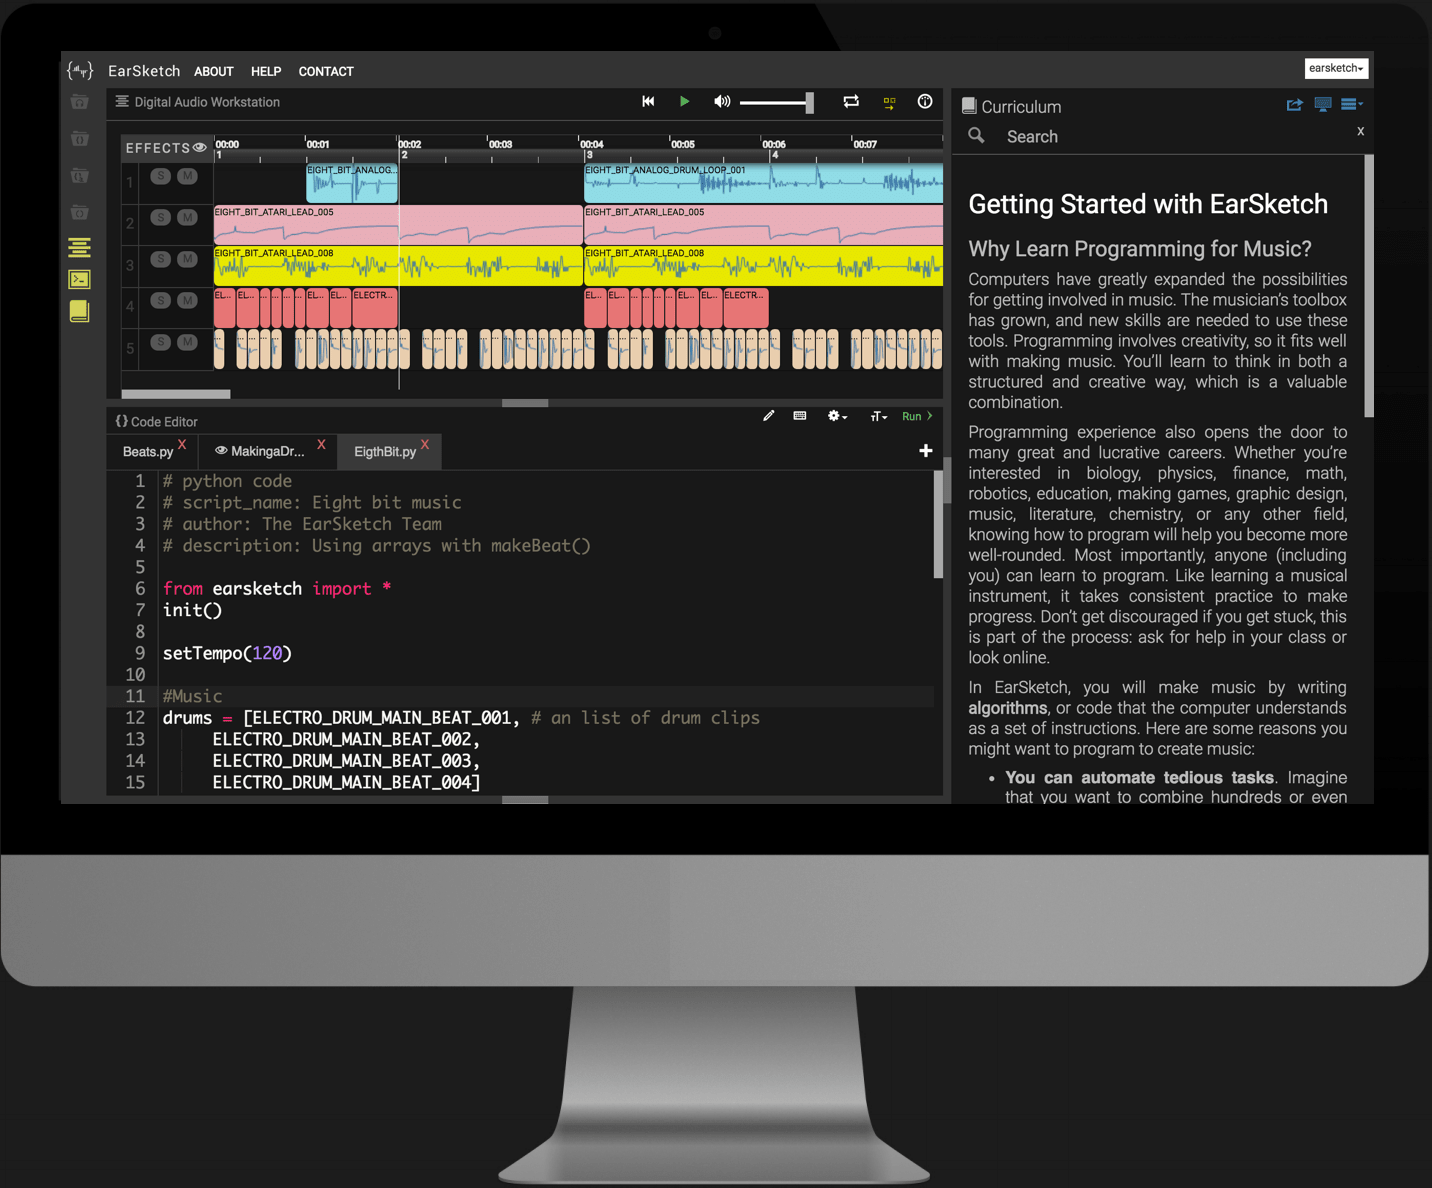 EarSketch ABOUT HELP CONTACT
earsketch
Digital Audio Workstation
EFFECTS
00:00 00:01 00:02 00:03 00:04 00:05 00:06 00:07
1 2 3 4
1 S M
EIGHT_BIT_ANALOG... EIGHT_BIT_ANALOG_DRUM_LOOP_001
2 S M
EIGHT_BIT_ATARI_LEAD_005 EIGHT_BIT_ATARI_LEAD_005
3 S M
EIGHT_BIT_ATARI_LEAD_008 EIGHT_BIT_ATARI_LEAD_008
4 S M
EL... EL... ... ... ... ... EL... EL... ELECTR... EL... EL... ... ... ... ... EL... EL... ELECTR...
5 S M
{} Code Editor
Run
Beats.py X MakingaDr... X EigthBit.py X
1 # python code
2 # script_name: Eight bit music
3 # author: The EarSketch Team
4 # description: Using arrays with makeBeat()
5
6 from earsketch import *
7 init()
8
9 setTempo(120)
10
11 #Music
12 drums = [ELECTRO_DRUM_MAIN_BEAT_001, # an list of drum clips
13 ELECTRO_DRUM_MAIN_BEAT_002,
14 ELECTRO_DRUM_MAIN_BEAT_003,
15 ELECTRO_DRUM_MAIN_BEAT_004]
Curriculum
Search x
Getting Started with EarSketch
Why Learn Programming for Music?
Computers have greatly expanded the possibilities
for getting involved in music. The musician's toolbox
has grown, and new skills are needed to use these
tools. Programming involves creativity, so it fits well
with making music. You'll learn to think in both a
structured and creative way, which is a valuable
combination.
Programming experience also opens the door to
many great and lucrative careers. Whether you're
interested in biology, physics, finance, math,
robotics, education, making games, graphic design,
music, literature, chemistry, or any other field,
knowing how to program will help you become more
well-rounded. Most importantly, anyone (including
you) can learn to program. Like learning a musical
instrument, it takes consistent practice to make
progress. Don't get discouraged if you get stuck, this
is part of the process: ask for help in your class or
look online.
In EarSketch, you will make music by writing
algorithms, or code that the computer understands
as a set of instructions. Here are some reasons you
might want to program to create music:
• You can automate tedious tasks. Imagine
that you want to combine hundreds or even